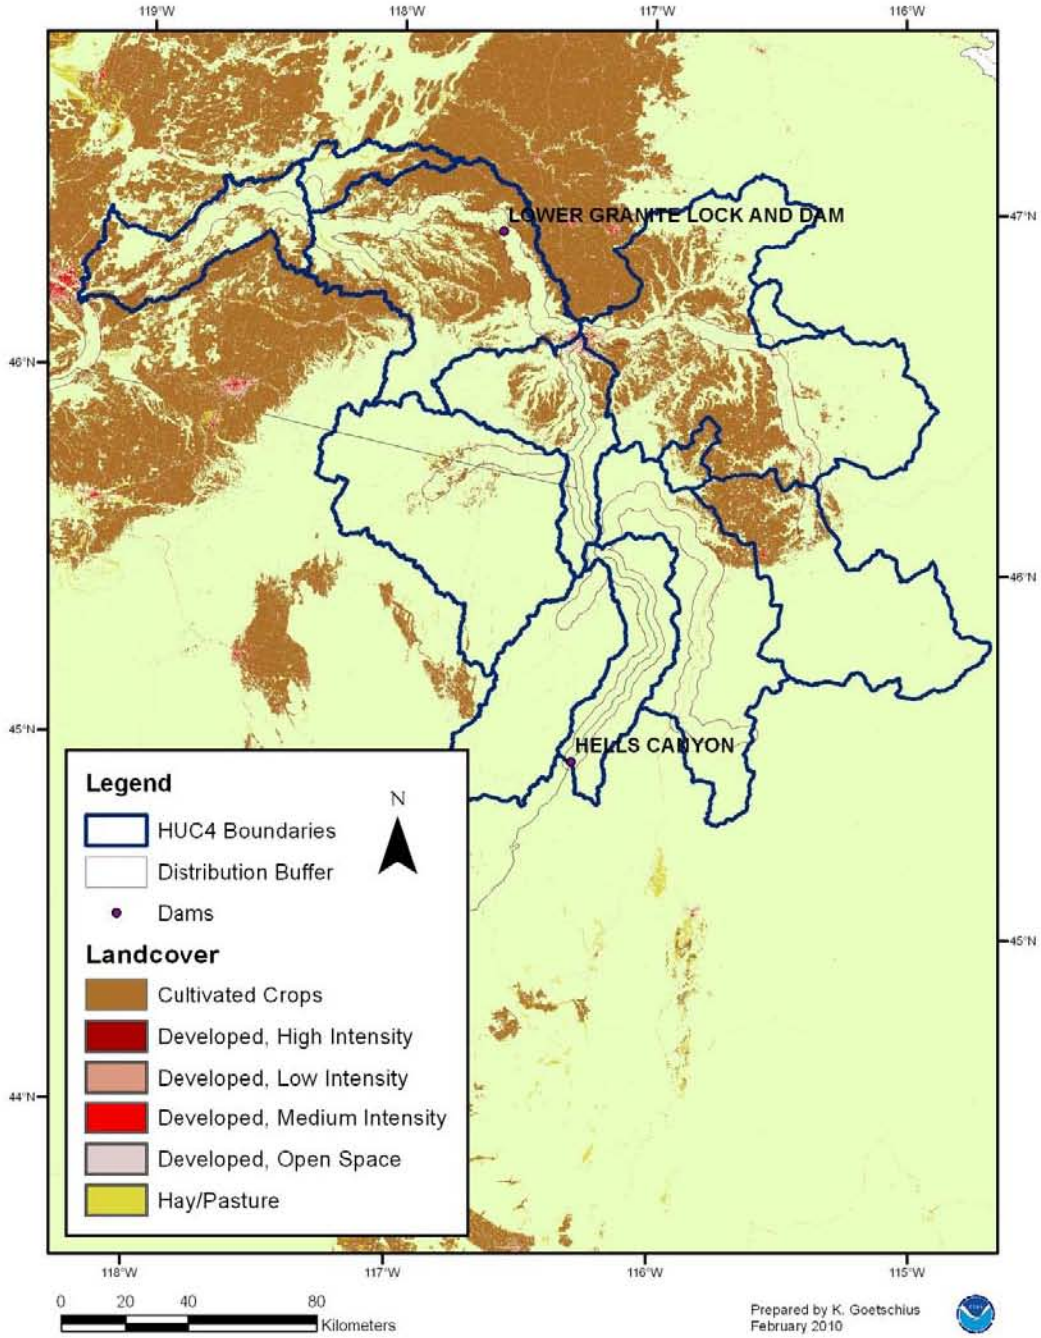 119°W 118°W 117°W 116°W
47°N
LOWER GRANITE LOCK AND DAM
46°N
46°N
45°N
HELLS CANYON
Legend
N
HUC4 Boundaries
Distribution Buffer
Dams
Landcover
45°N
Cultivated Crops
Developed, High Intensity
Developed, Low Intensity
44°N
Developed, Medium Intensity
Developed, Open Space
Hay/Pasture
118°W 117°W 116°W 115°W
0 20 40 80
Kilometers
Prepared by K. Goetschius
February 2010